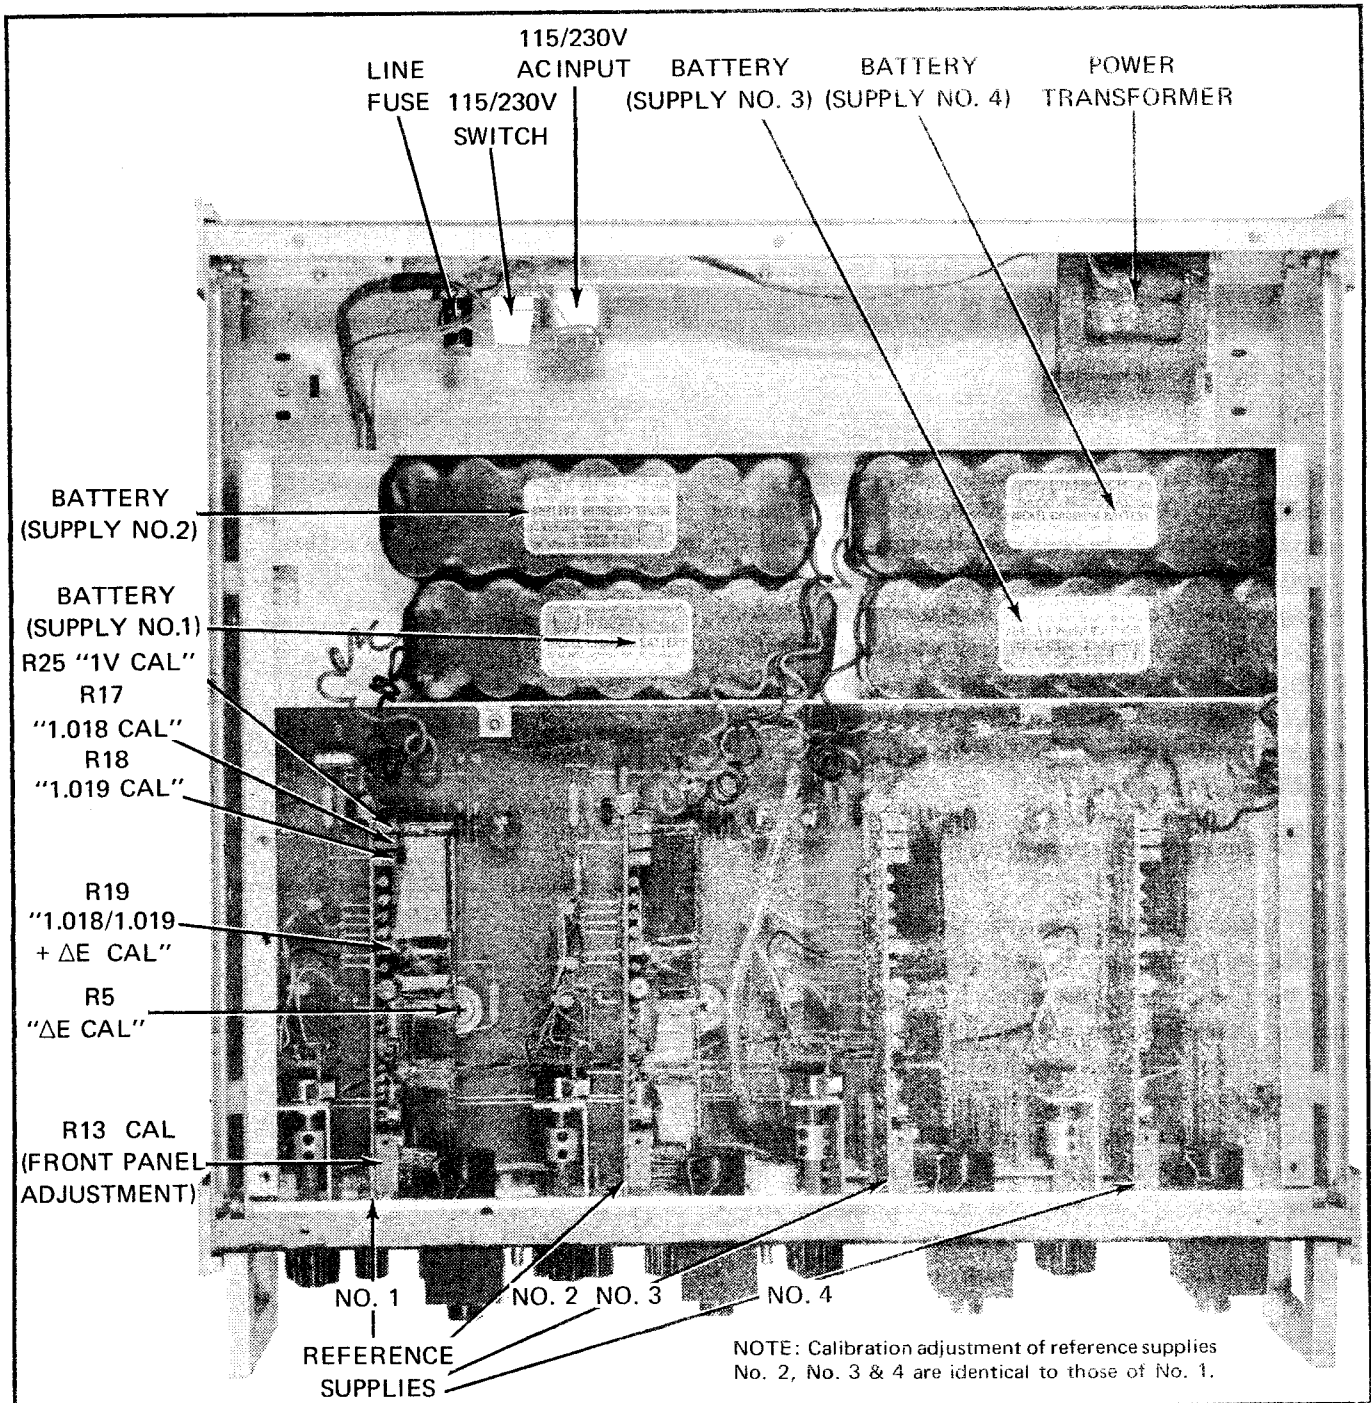 115/230V
AC INPUT
LINE
FUSE
115/230V
SWITCH
BATTERY
(SUPPLY NO. 3)
BATTERY
(SUPPLY NO. 4)
POWER
TRANSFORMER
BATTERY
(SUPPLY NO.2)
BATTERY
(SUPPLY NO.1)
R25 “1V CAL”
R17
“1.018 CAL”
R18
“1.019 CAL”
R19
“1.018/1.019
+ ΔE CAL”
R5
“ΔE CAL”
R13 CAL
(FRONT PANEL
ADJUSTMENT)
NO. 1
NO. 2
NO. 3
NO. 4
REFERENCE
SUPPLIES
NOTE: Calibration adjustment of reference supplies
No. 2, No. 3 & 4 are identical to those of No. 1.